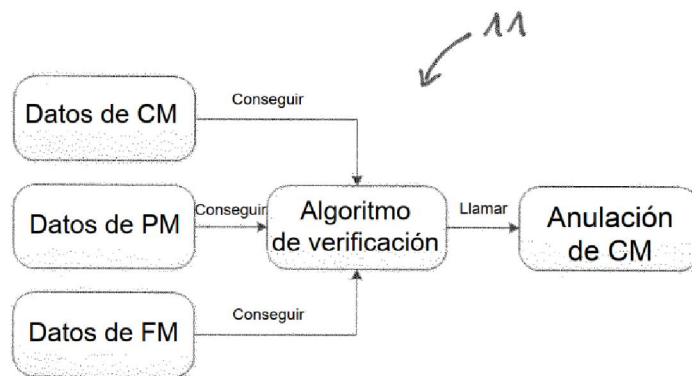 11
Conseguir
Datos de CM
Conseguir
Datos de PM
Algoritmo
de verificación
Llamar
Anulación
de CM
Conseguir
Datos de FM